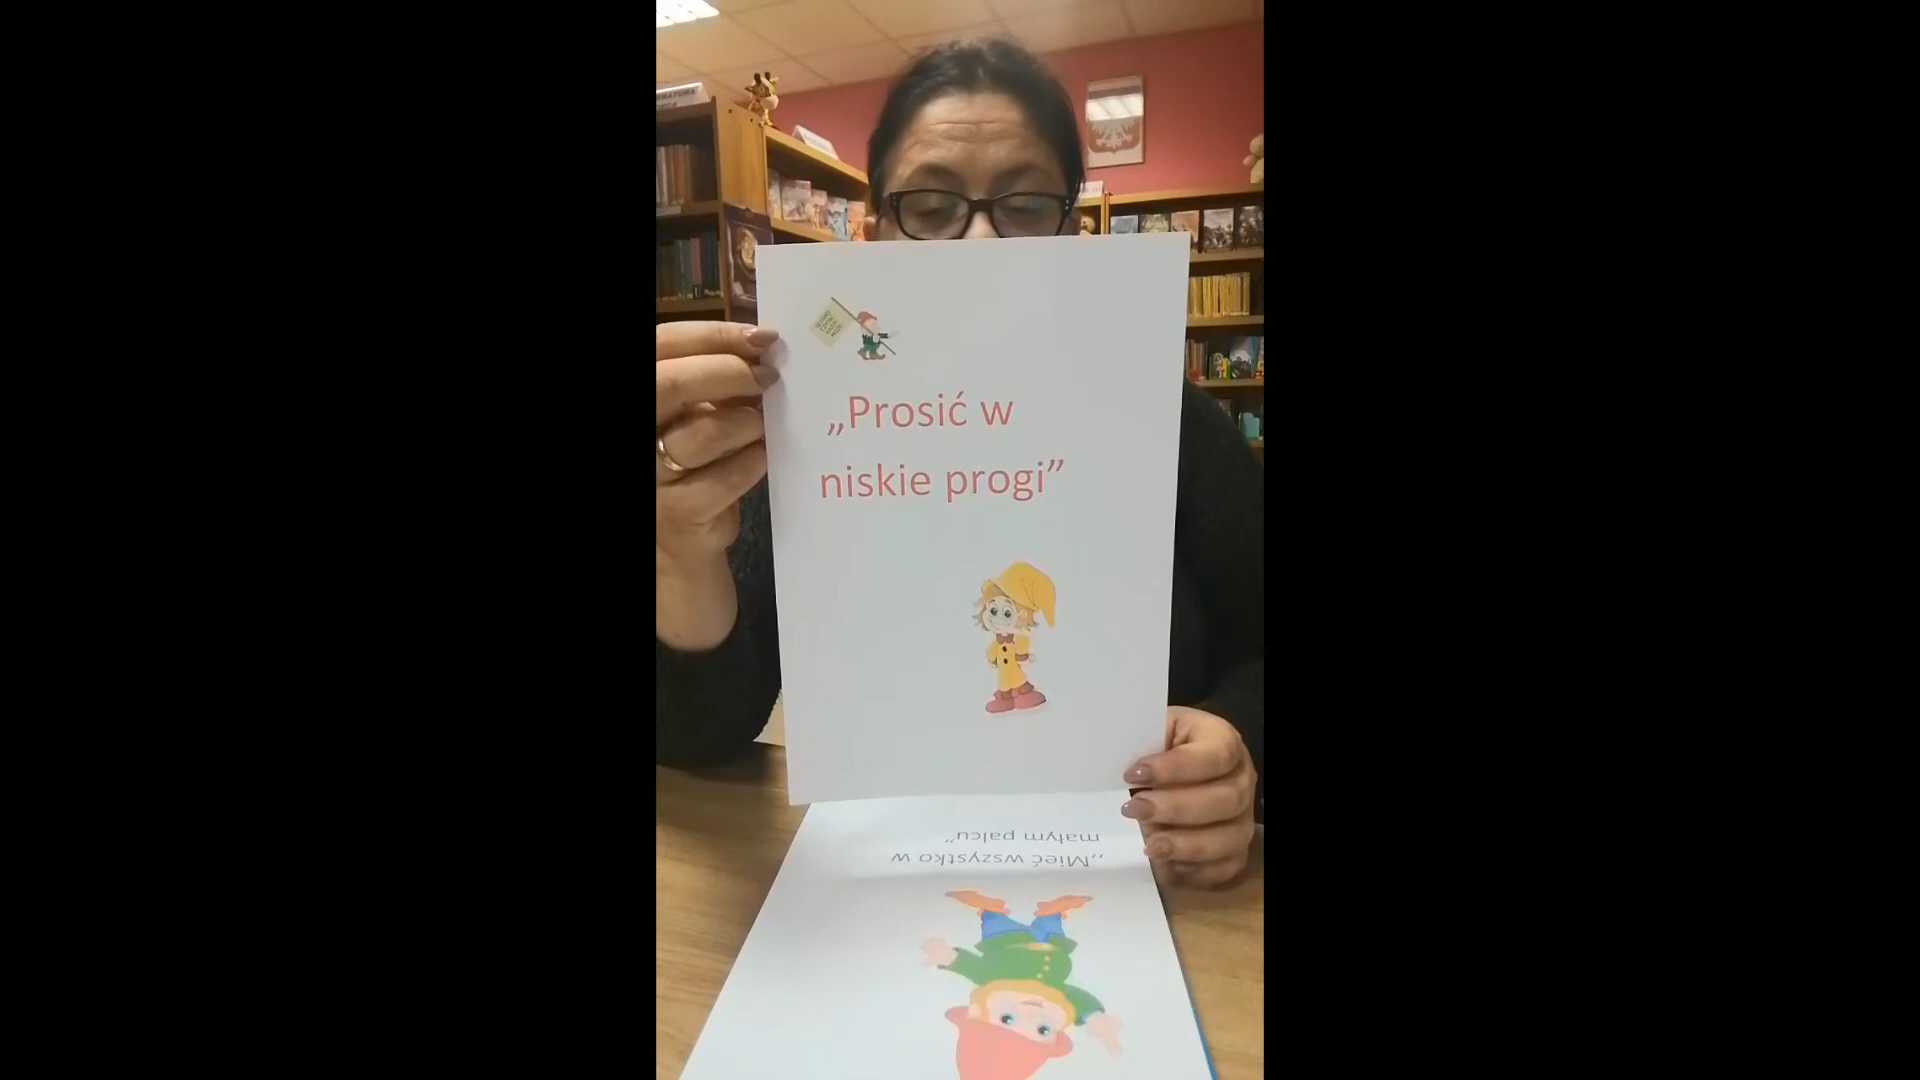 „Prosić w
niskie progi”
„Mieć wszystko w
małym palcu”